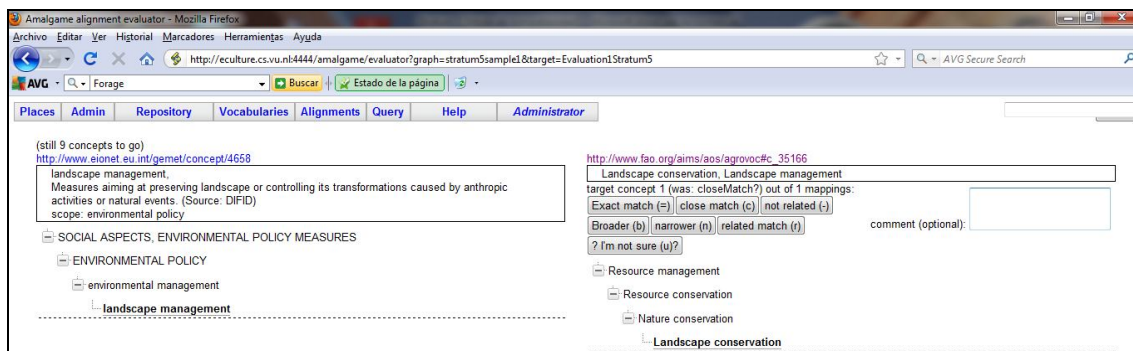 Amalgame alignment evaluator - Mozilla Firefox
Archivo Editar Ver Historial Marcadores Herramientas Ayuda
http://eculture.cs.vu.nl:4444/amalgame/evaluator?graph=stratum5sample1&target=Evaluation1Stratum5
AVG Secure Search
AVG Forage Buscar Estado de la página
Places Admin Repository Vocabularies Alignments Query Help Administrator
(still 9 concepts to go)
http://www.eionet.eu.int/gemet/concept/4658
landscape management,
Measures aiming at preserving landscape or controlling its transformations caused by anthropic
activities or natural events. (Source: DIFID)
scope: environmental policy
SOCIAL ASPECTS, ENVIRONMENTAL POLICY MEASURES
ENVIRONMENTAL POLICY
environmental management
landscape management
http://www.fao.org/aims/aos/agrovoc#c_35166
Landscape conservation, Landscape management
target concept 1 (was: closeMatch?) out of 1 mappings:
Exact match (=) close match (c) not related (-)
Broader (b) narrower (n) related match (r)
comment (optional):
? I'm not sure (u)?
Resource management
Resource conservation
Nature conservation
Landscape conservation